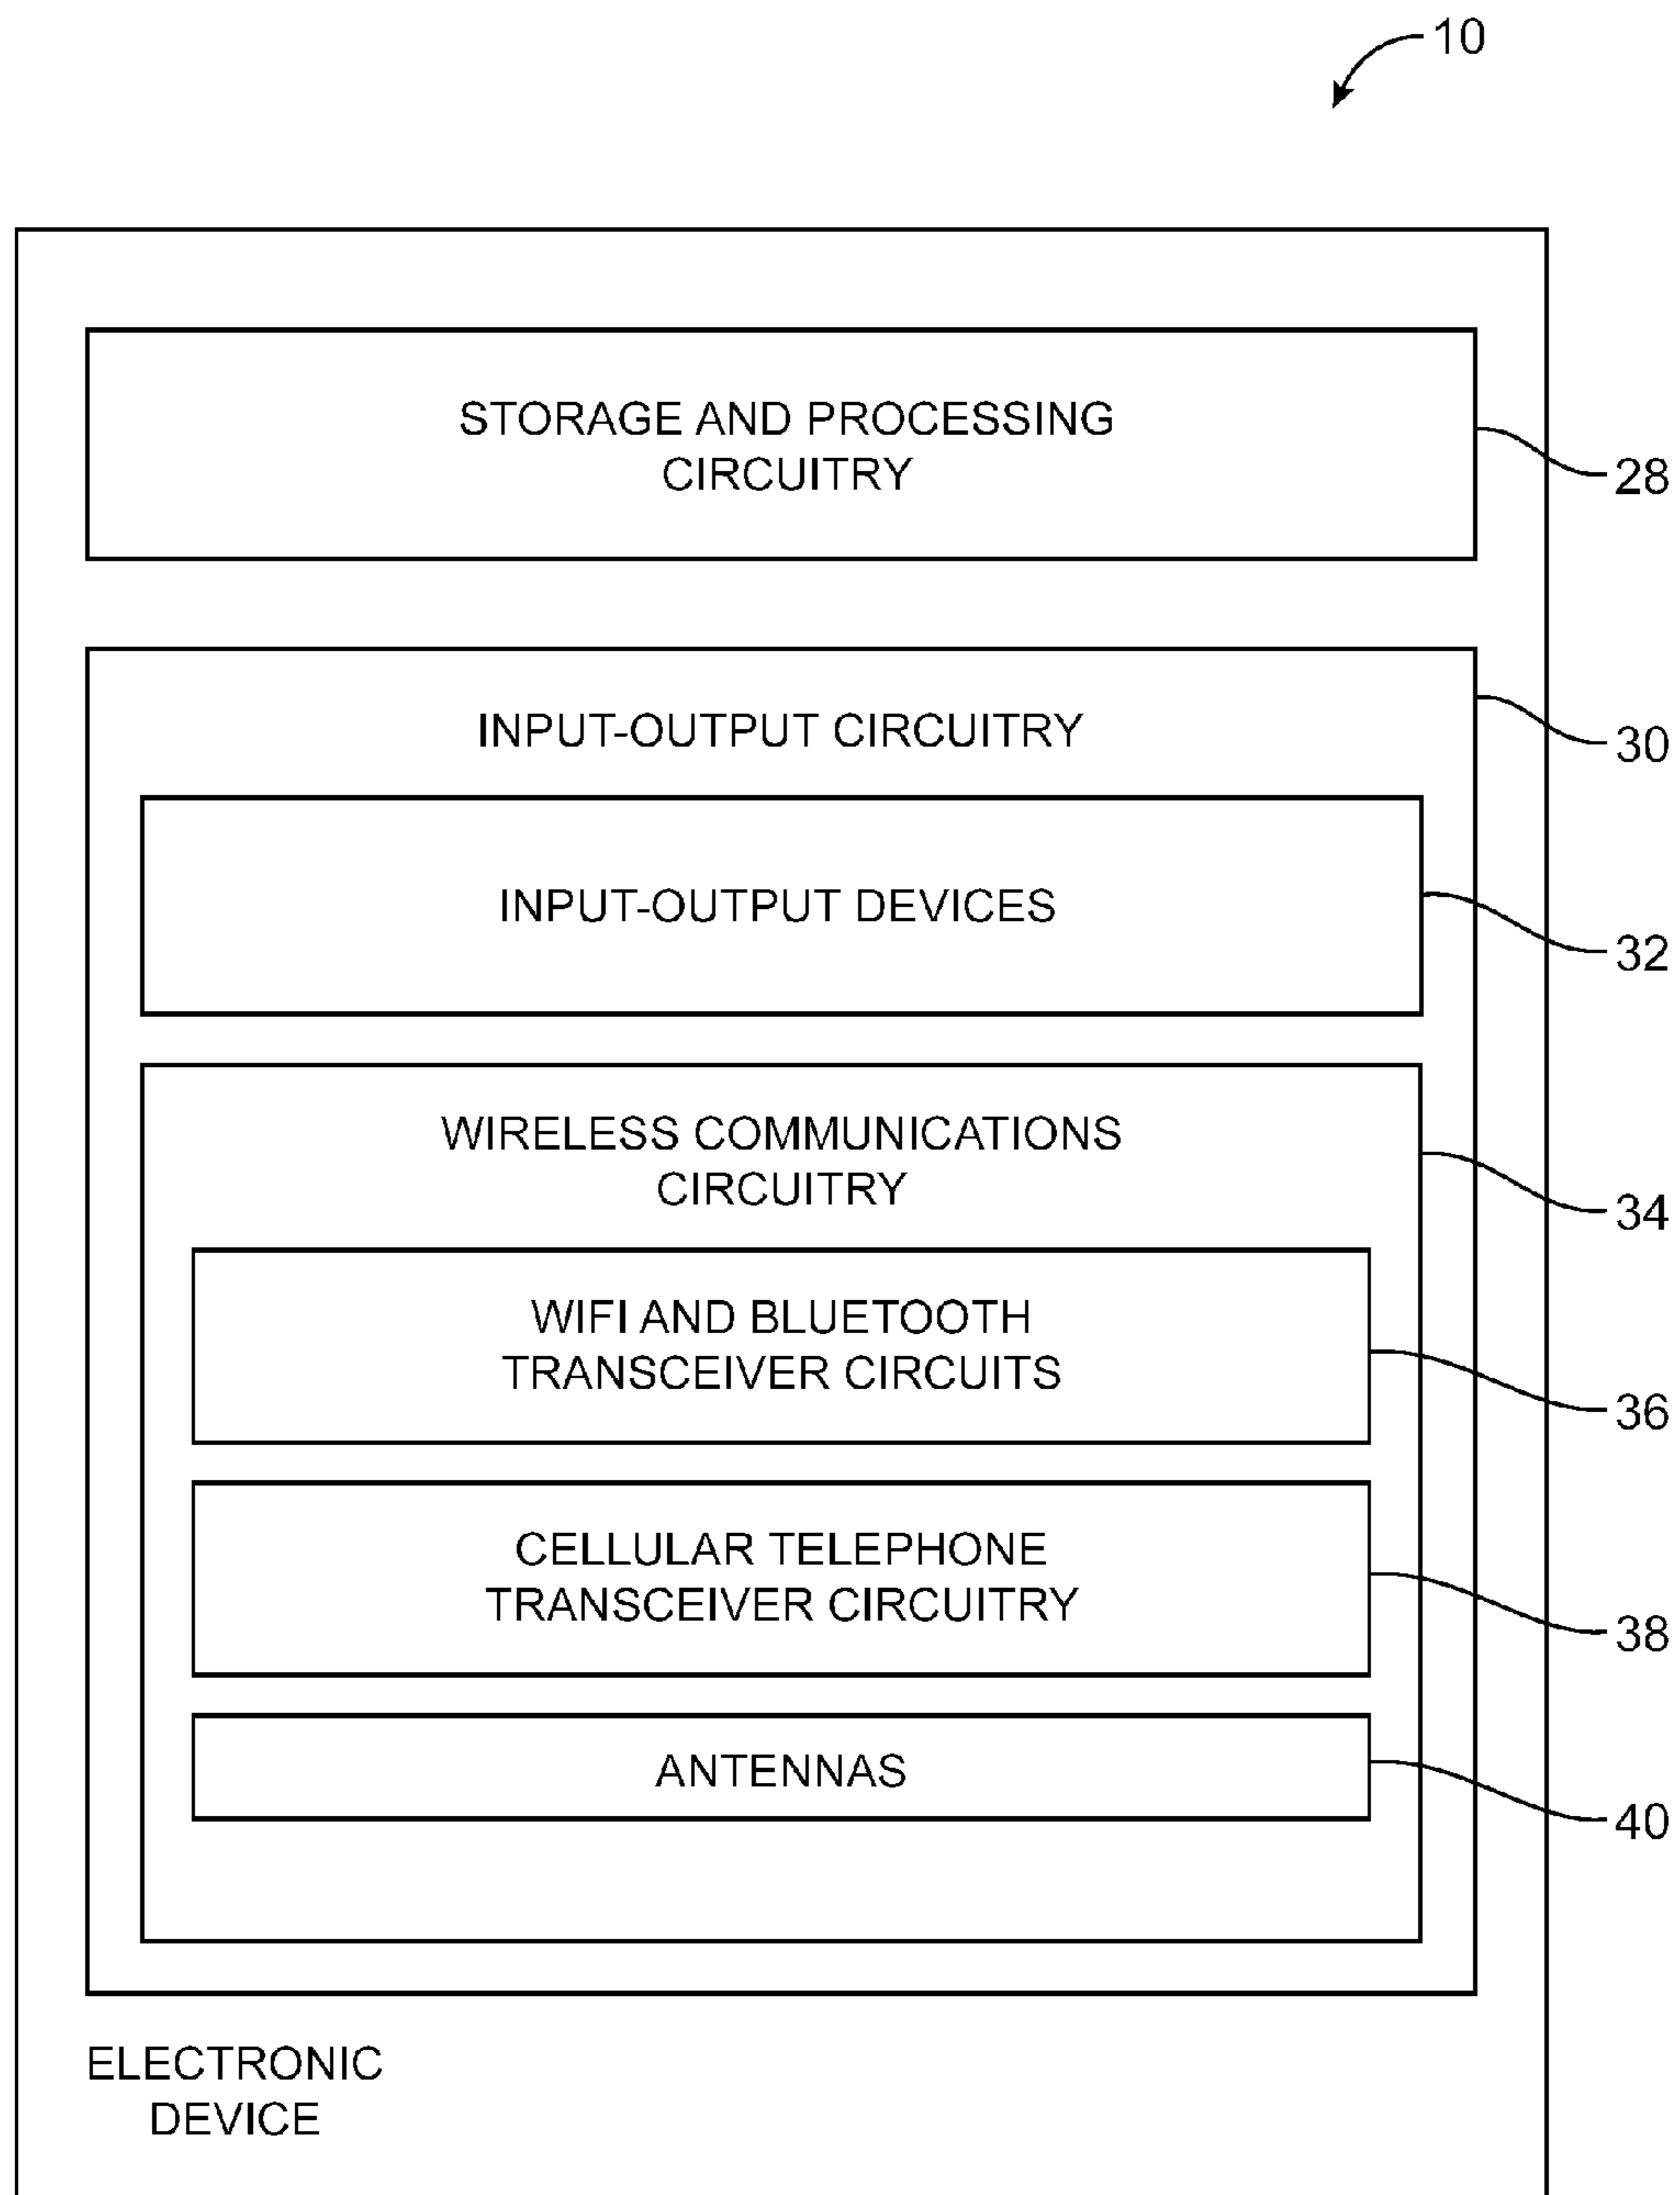 10
STORAGE AND PROCESSING
CIRCUITRY
28
INPUT-OUTPUT CIRCUITRY
30
INPUT-OUTPUT DEVICES
32
WIRELESS COMMUNICATIONS
CIRCUITRY
34
WIFI AND BLUETOOTH
TRANSCEIVER CIRCUITS
36
CELLULAR TELEPHONE
TRANSCEIVER CIRCUITRY
38
ANTENNAS
40
ELECTRONIC
DEVICE